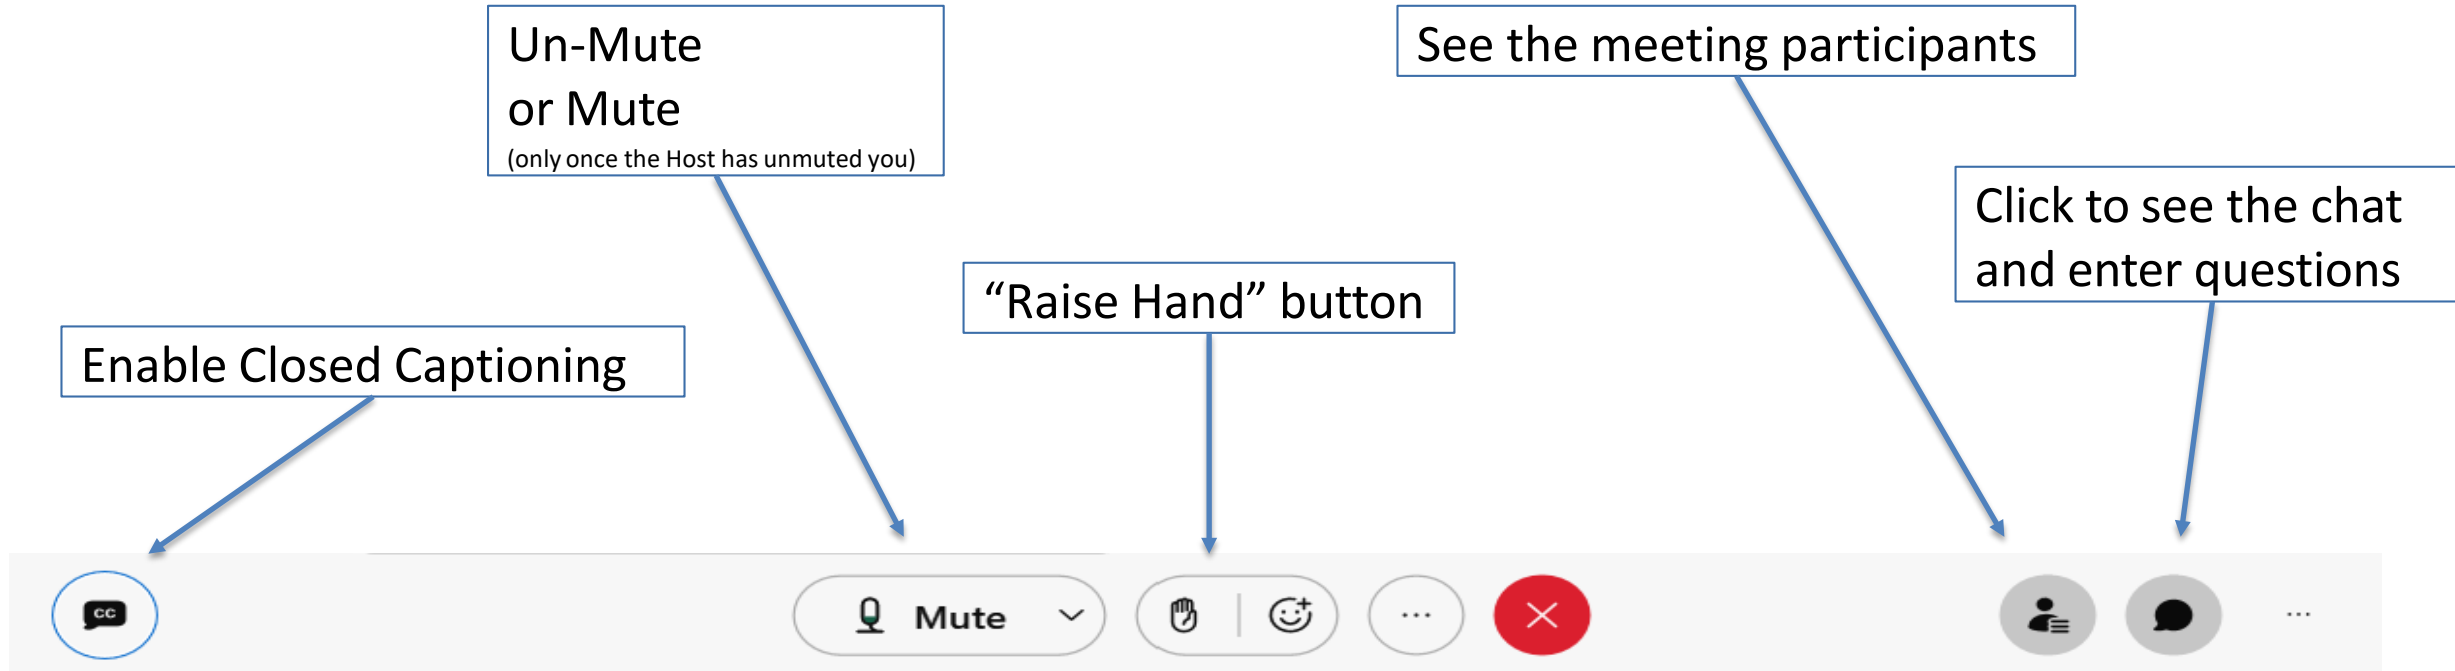 Un-Mute
or Mute
(only once the Host has unmuted you)
See the meeting participants
Click to see the chat
and enter questions
“Raise Hand” button
Enable Closed Captioning
CC
Mute